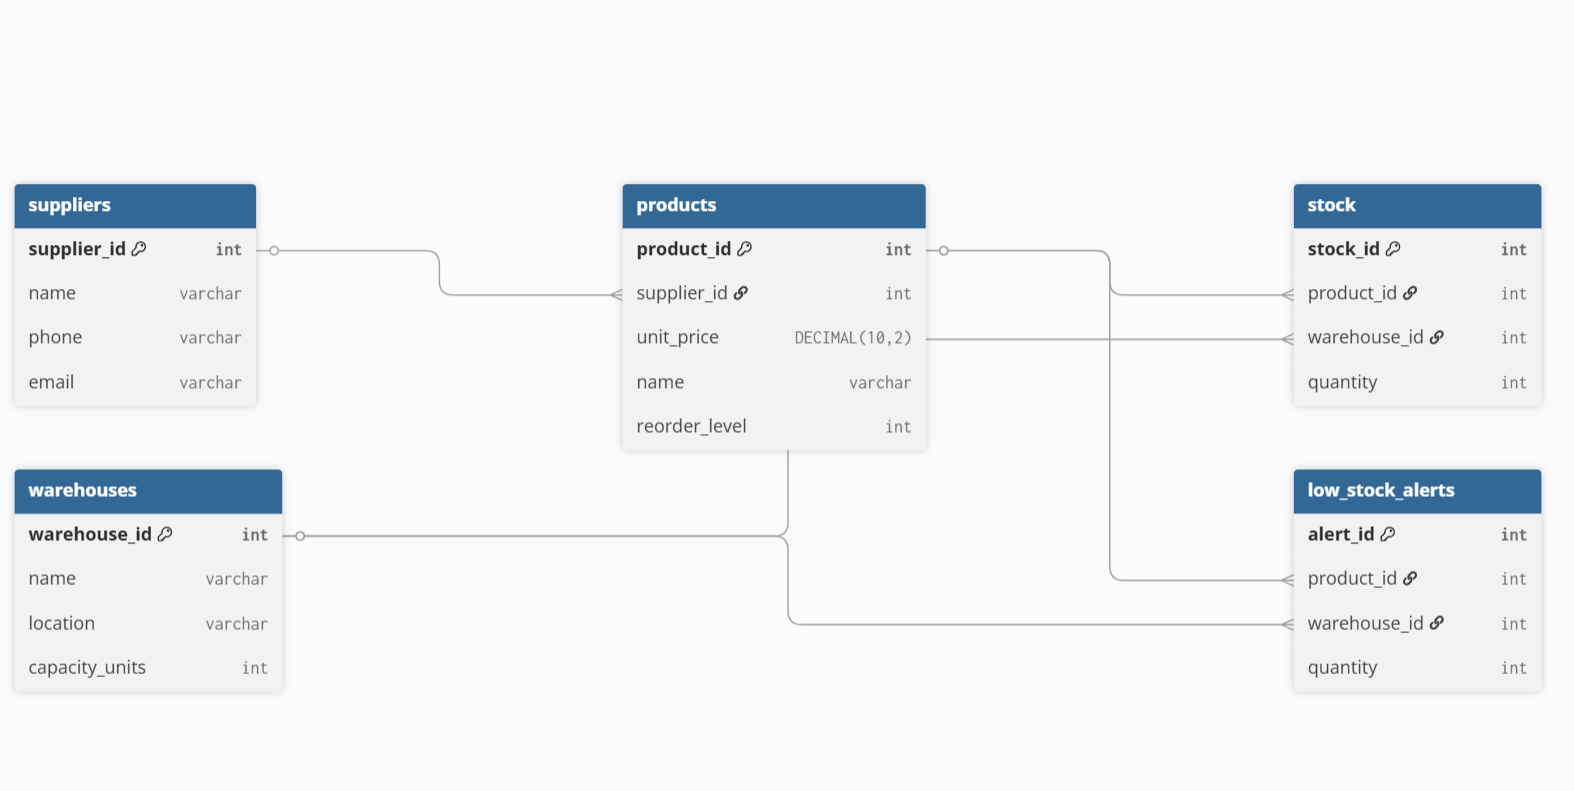 suppliers
supplier_id int
name varchar
phone varchar
email varchar
products
product_id int
supplier_id int
unit_price DECIMAL(10,2)
name varchar
reorder_level int
stock
stock_id int
product_id int
warehouse_id int
quantity int
warehouses
warehouse_id int
name varchar
location varchar
capacity_units int
low_stock_alerts
alert_id int
product_id int
warehouse_id int
quantity int